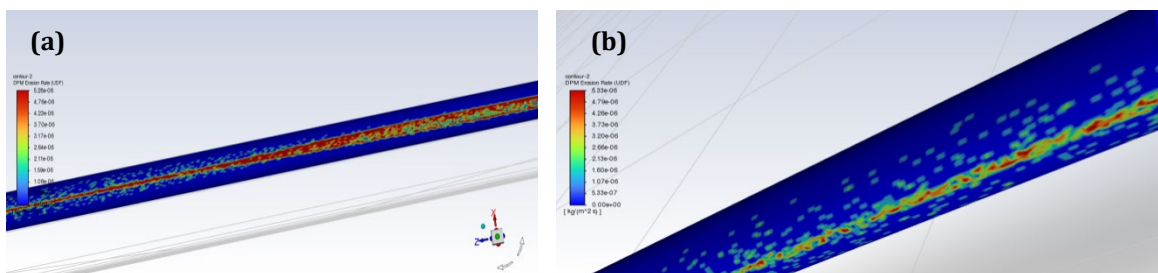 (a)
contour-2
DPM Erosion Rate (UDF)
5.28e-06
4.76e-06
4.23e-06
3.70e-06
3.17e-06
2.64e-06
2.11e-06
1.59e-06
1.06e-06
X
Z
(b)
contour-2
DPM Erosion Rate (UDF)
5.33e-06
4.79e-06
4.26e-06
3.73e-06
3.20e-06
2.66e-06
2.13e-06
1.60e-06
1.07e-06
5.33e-07
0.00e+00
[ kg/(m^2 s) ]